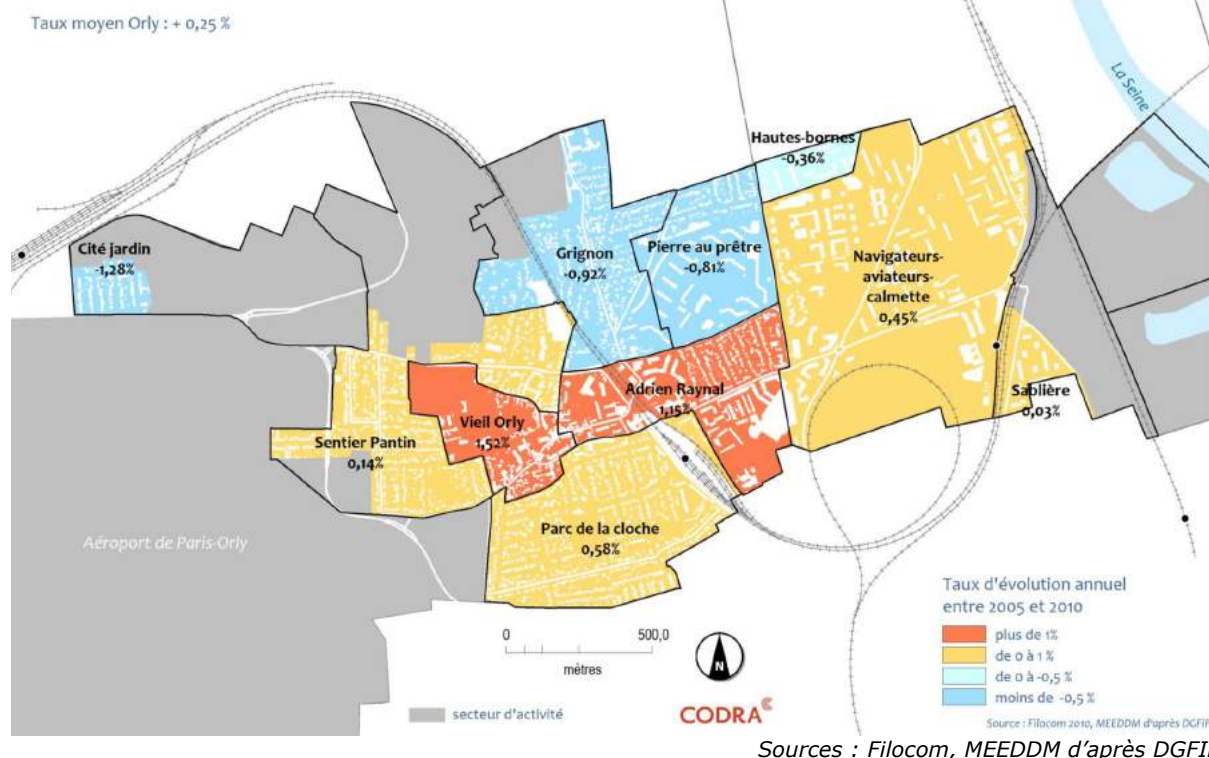 Taux moyen Orly : + 0,25 %
La Seine
Hautes-bornes
-0,36%
Cité jardin
-1,28%
Grignon
-0,92%
Pierre au prêtre
-0,81%
Navigateurs-
aviateurs-
calmette
0,45%
Adrien Raynal
1,15%
Sablière
0,03%
Vieil Orly
1,52%
Sentier Pantin
0,14%
Parc de la cloche
0,58%
Aéroport de Paris-Orly
Taux d'évolution annuel
entre 2005 et 2010
plus de 1%
de 0 à 1 %
de 0 à -0,5 %
moins de -0,5 %
0 500,0
mètres
N
secteur d'activité
CODRA
Source : Filocom 2010, MEEDDM d'après DGFiP
Sources : Filocom, MEEDDM d'après DGFI